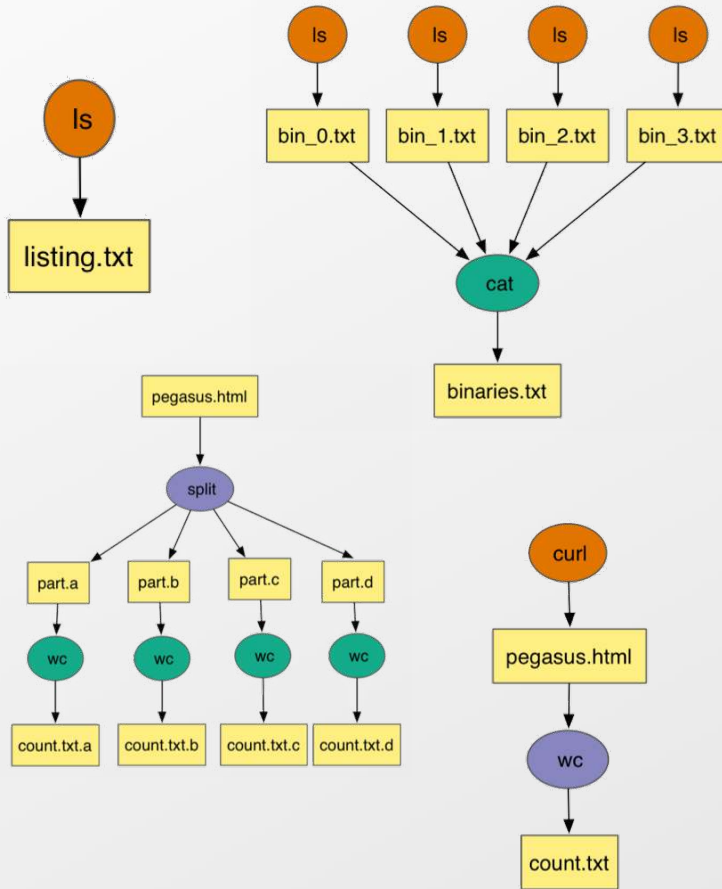 ls
listing.txt
ls ls ls ls
bin_0.txt bin_1.txt bin_2.txt bin_3.txt
cat
binaries.txt
pegasus.html
split
part.a part.b part.c part.d
wc wc wc wc
count.txt.a count.txt.b count.txt.c count.txt.d
curl
pegasus.html
wc
count.txt